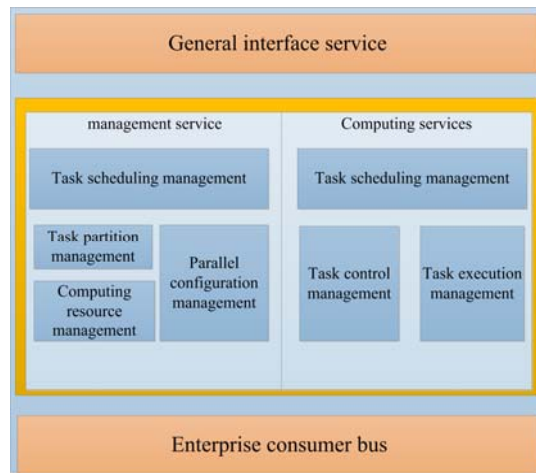 General interface service
management service
Computing services
Task scheduling management
Task scheduling management
Task partition
management
Computing
resource
management
Parallel
configuration
management
Task control
management
Task execution
management
Enterprise consumer bus